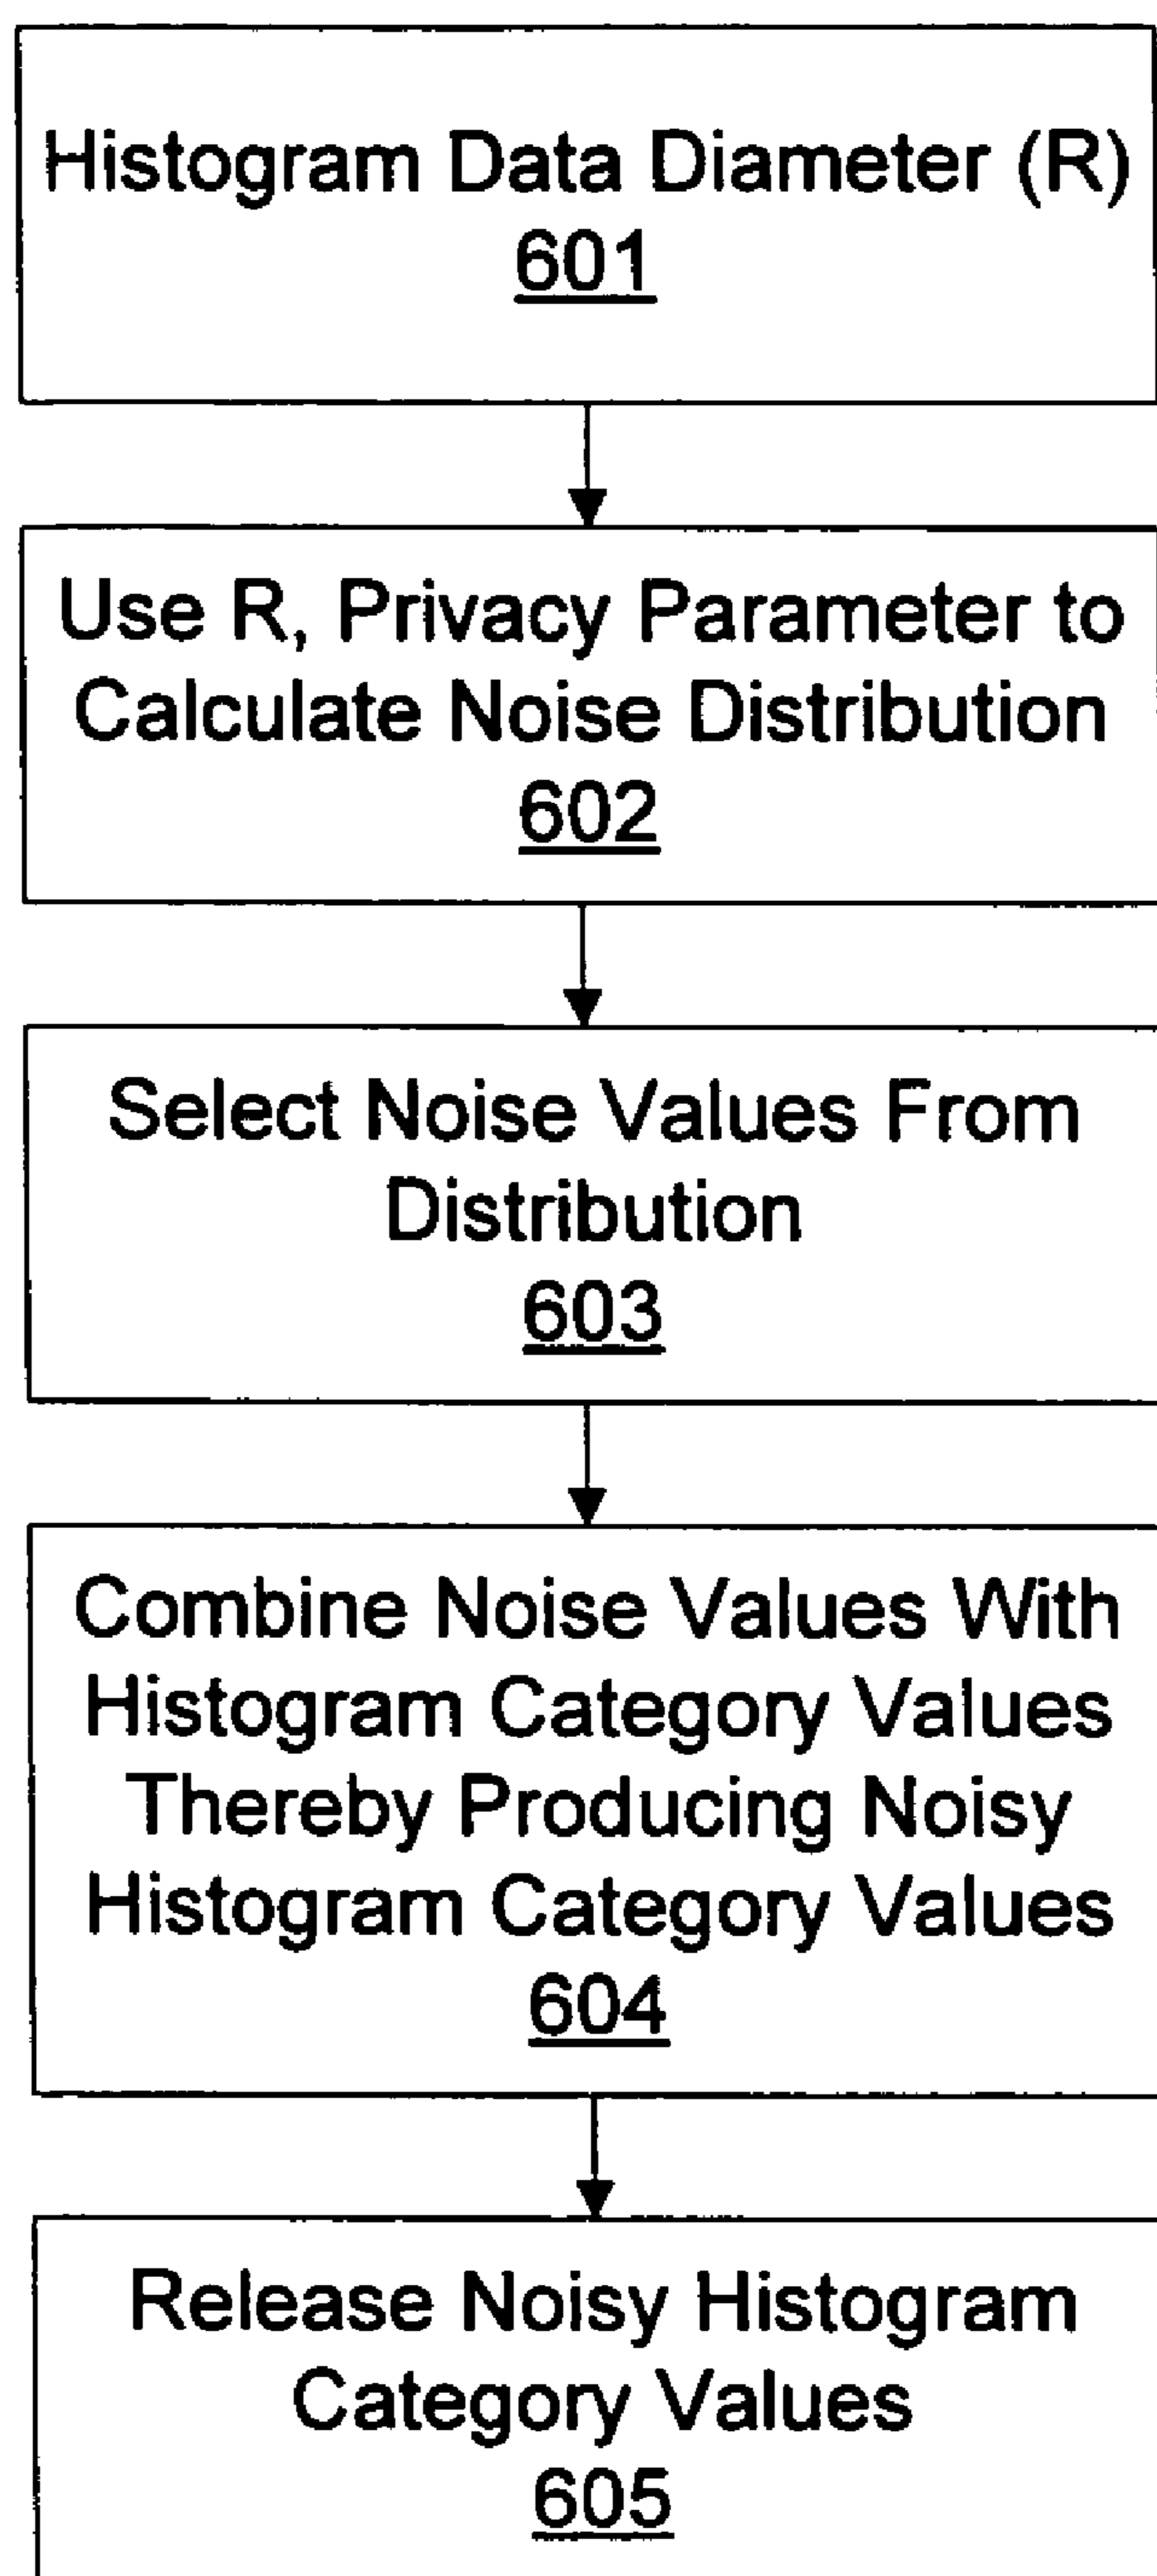 Histogram Data Diameter (R)
601
Use R, Privacy Parameter to
Calculate Noise Distribution
602
Select Noise Values From
Distribution
603
Combine Noise Values With
Histogram Category Values
Thereby Producing Noisy
Histogram Category Values
604
Release Noisy Histogram
Category Values
605